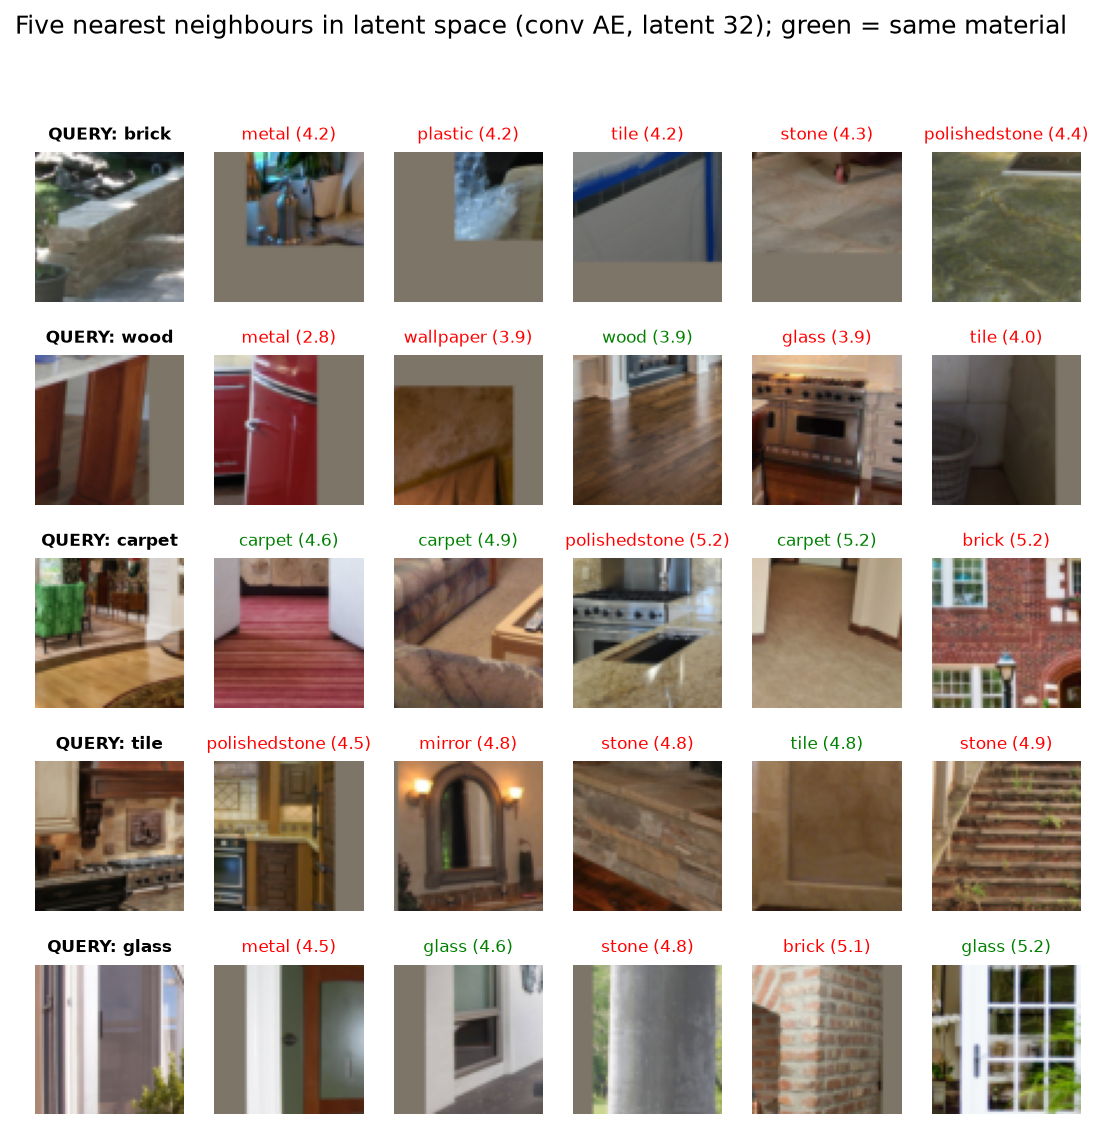 Five nearest neighbours in latent space (conv AE, latent 32); green = same material
QUERY: brick metal (4.2) plastic (4.2) tile (4.2) stone (4.3) polishedstone (4.4)
QUERY: wood metal (2.8) wallpaper (3.9) wood (3.9) glass (3.9) tile (4.0)
QUERY: carpet carpet (4.6) carpet (4.9) polishedstone (5.2) carpet (5.2) brick (5.2)
QUERY: tile polishedstone (4.5) mirror (4.8) stone (4.8) tile (4.8) stone (4.9)
QUERY: glass metal (4.5) glass (4.6) stone (4.8) brick (5.1) glass (5.2)